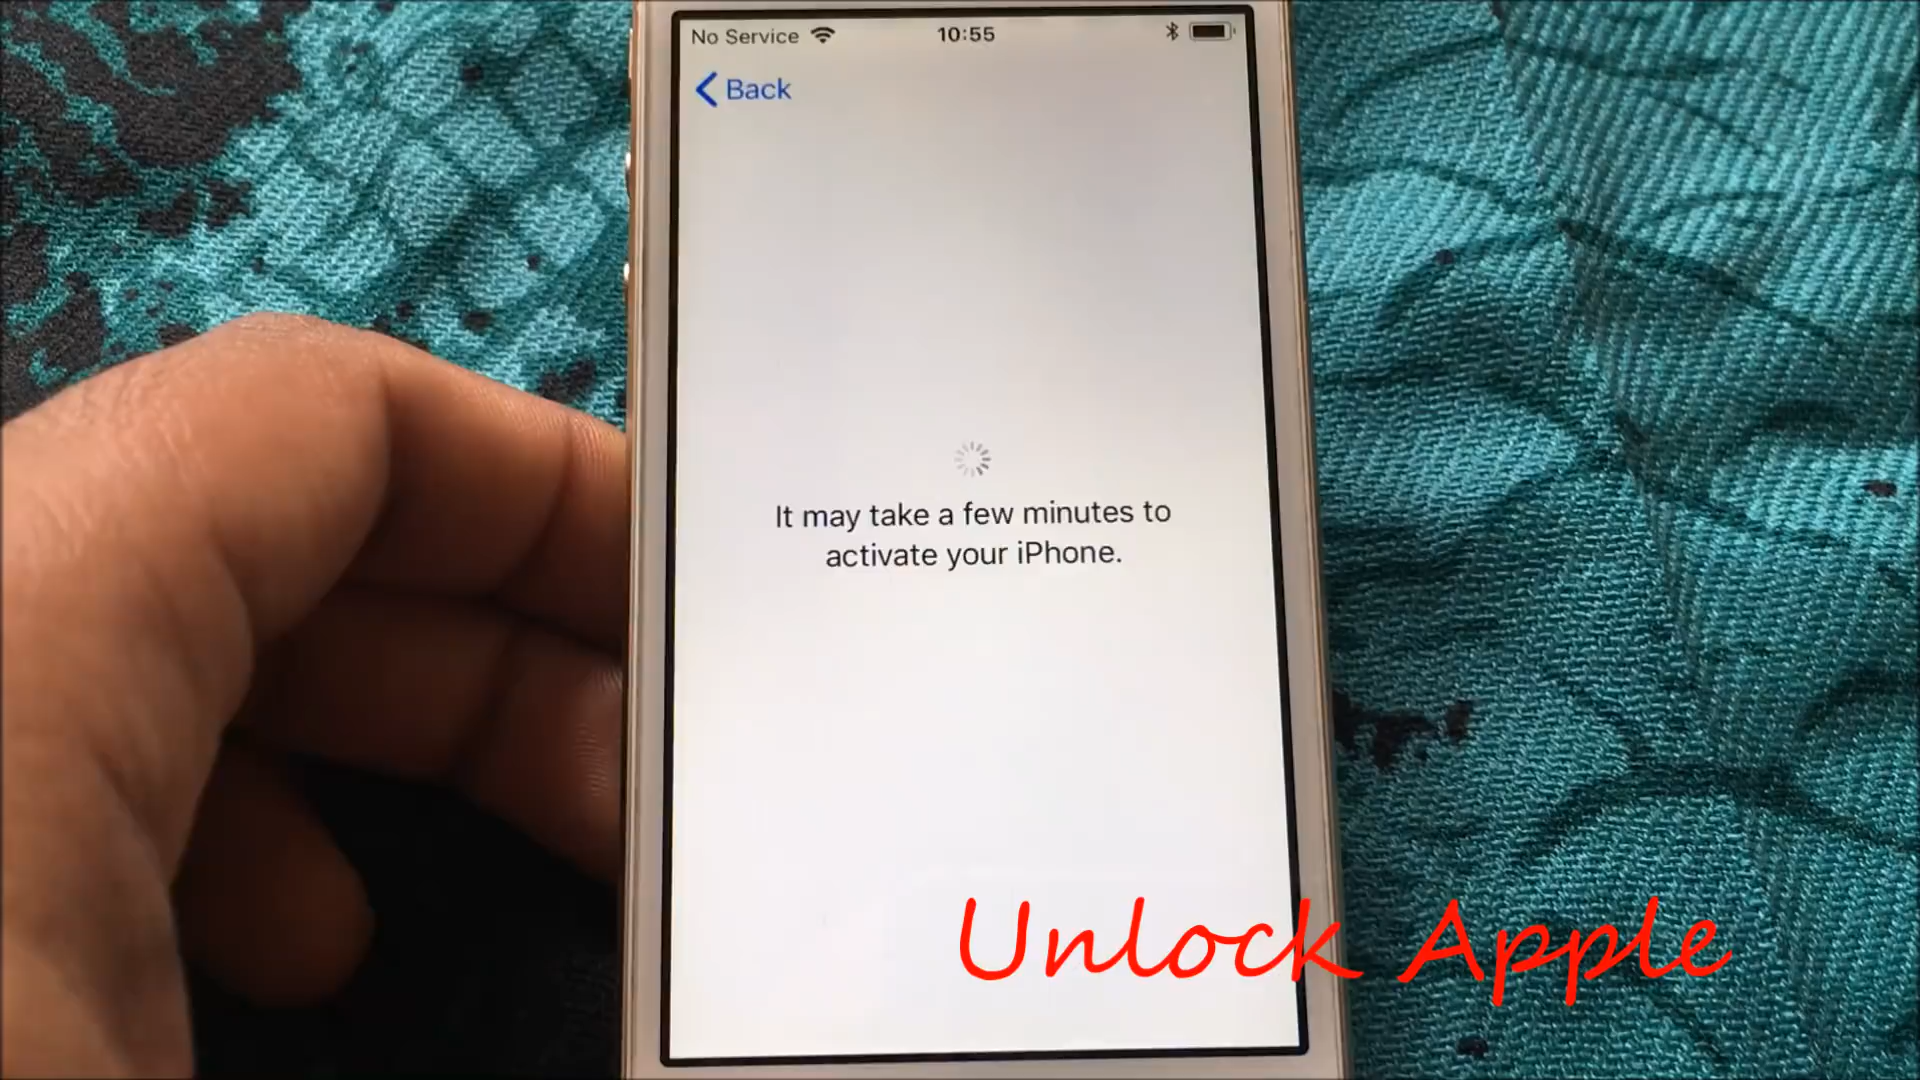 No Service 10:55
Back
It may take a few minutes to
activate your iPhone.
Unlock Apple